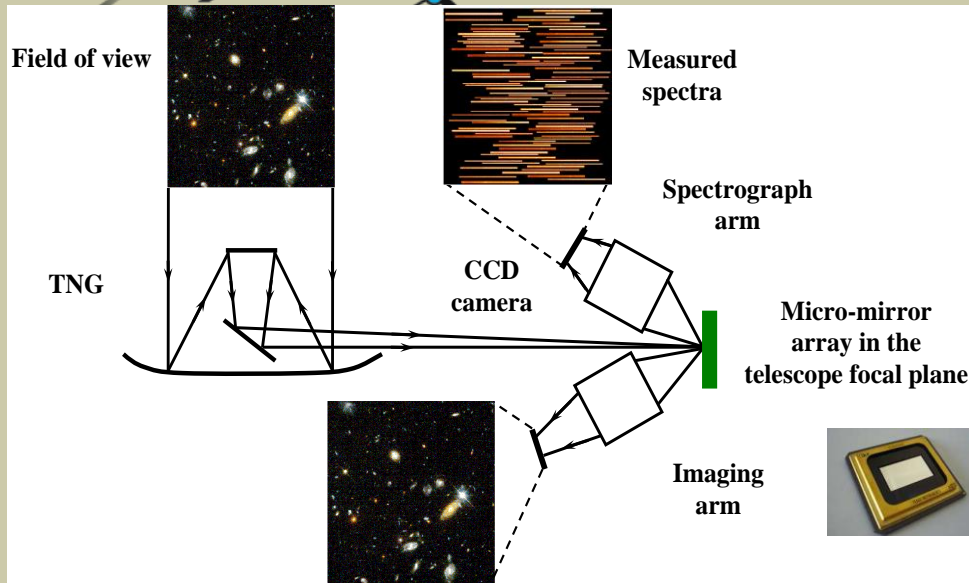 Field of view
Measured
spectra
Spectrograph
arm
TNG
CCD
camera
Micro-mirror
array in the
telescope focal plane
Imaging
arm